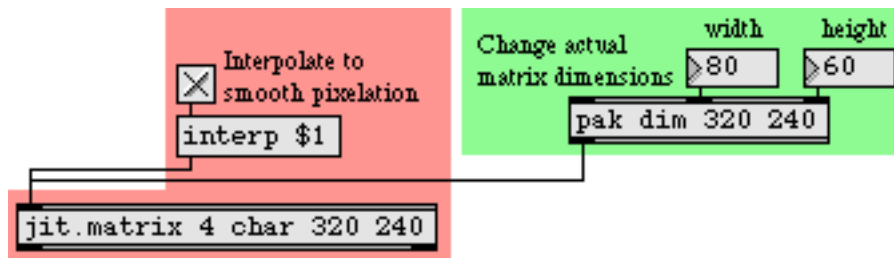 Interpolate to
smooth pixelation
interp $1
jit.matrix 4 char 320 240
Change actual
matrix dimensions
width
height
80
60
pak dim 320 240